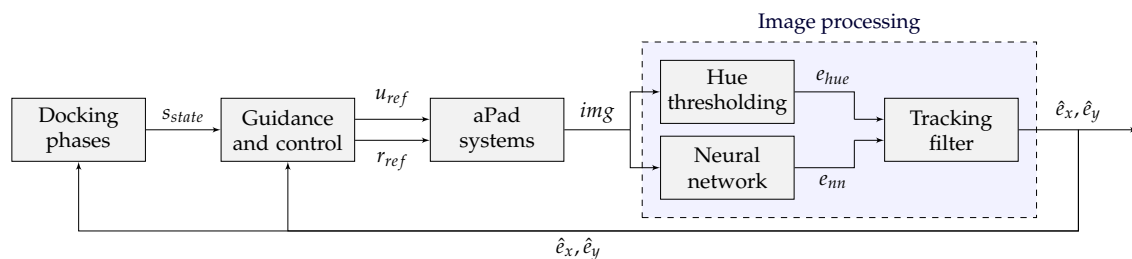 Image processing
Docking
phases
s_state
Guidance
and control
u_ref
r_ref
aPad
systems
img
Hue
thresholding
e_hue
Neural
network
e_nn
Tracking
filter
ê_x, ê_y
ê_x, ê_y